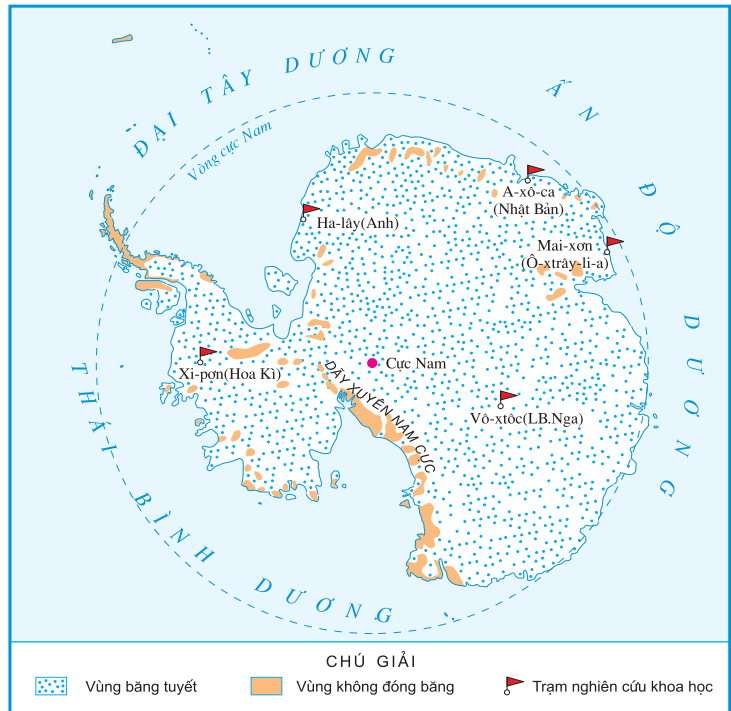 ĐẠI TÂY DƯƠNG
ẤN ĐỘ DƯƠNG
Vòng cực Nam
A-xô-ca
(Nhật Bản)
Ha-lây(Anh)
Mai-xơn
(Ô-xtrây-li-a)
Xi-pơn(Hoa Kì)
Cực Nam
DÃY XUYÊN NAM CỰC
Vô-xtôc(LB.Nga)
THÁI BÌNH DƯƠNG
CHÚ GIẢI
Vùng băng tuyết
Vùng không đóng băng
Trạm nghiên cứu khoa học